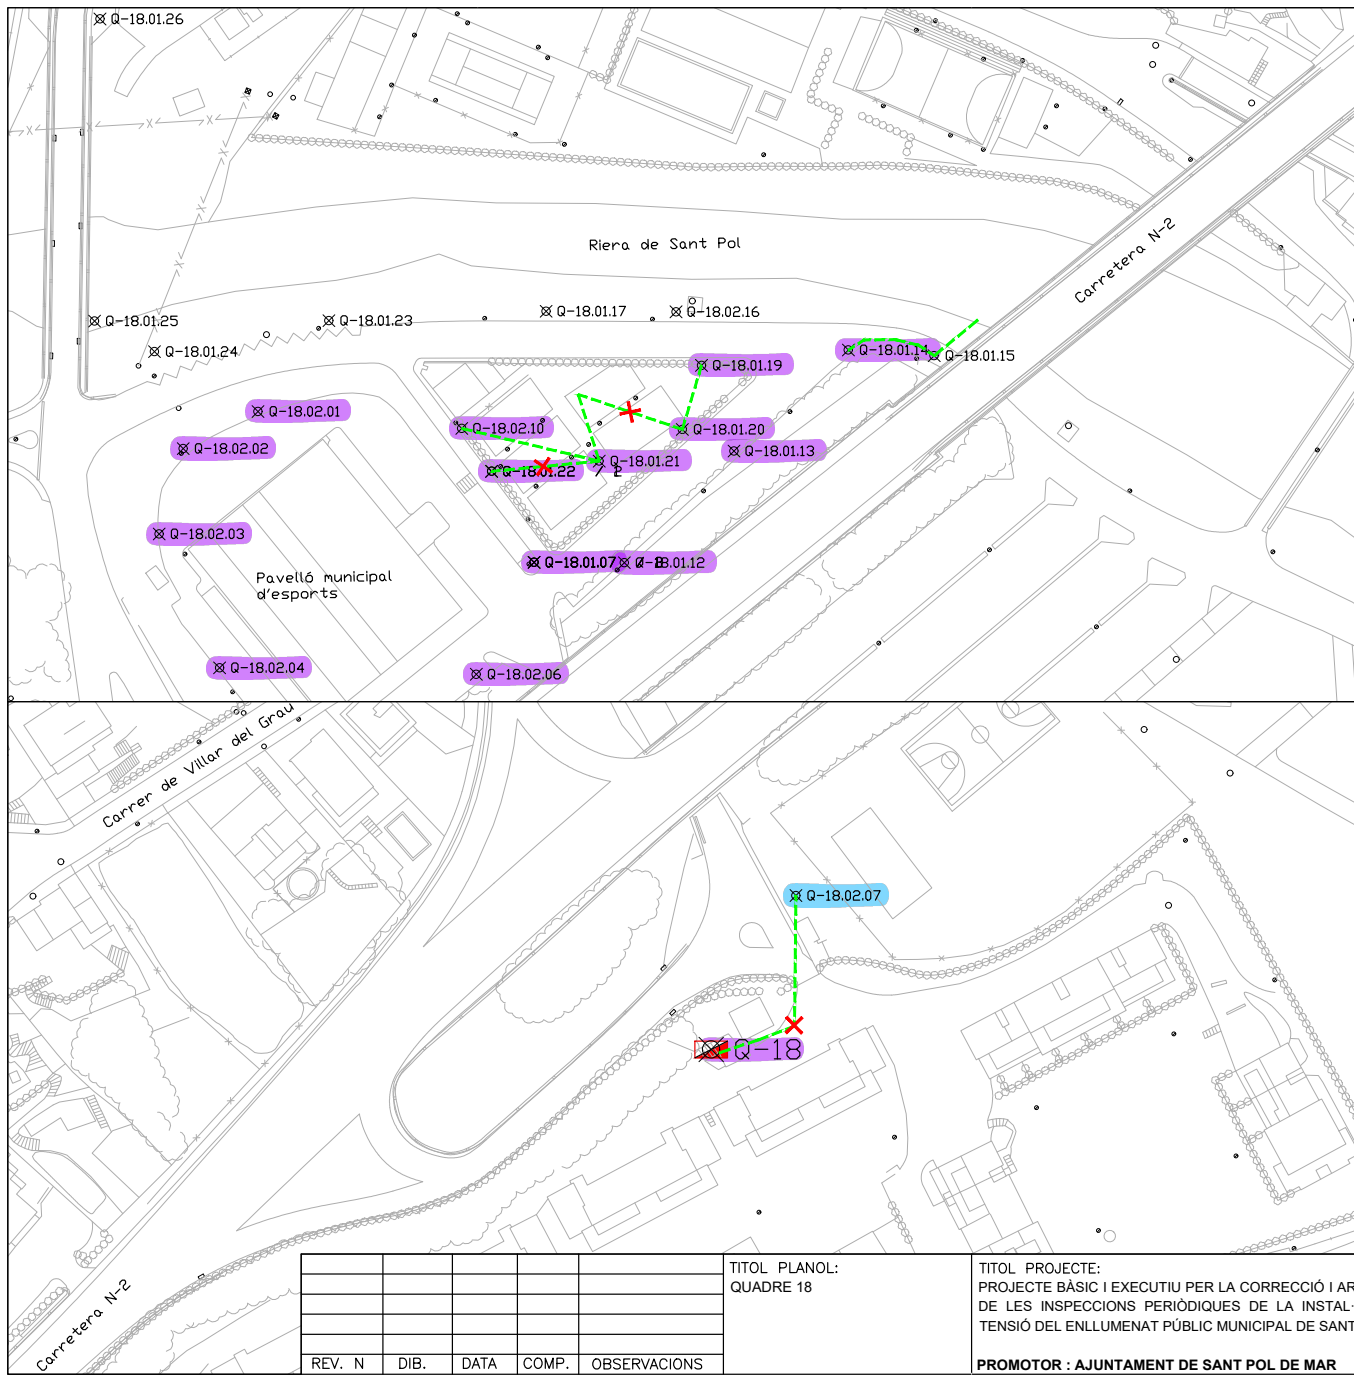 Q-18.01.26
Riera de Sant Pol
Carretera N-2
Q-18.01.25
Q-18.01.23
Q-18.01.17
Q-18.02.16
Q-18.01.24
Q-18.01.14
Q-18.01.15
Q-18.01.19
Q-18.02.01
Q-18.02.10
Q-18.01.20
Q-18.02.02
Q-18.01.13
Q-18.01.21
Q-18.01.22
Q-18.02.03
Q-18.01.07
Q-18.01.12
Pavelló municipal
d'esports
Q-18.02.04
Q-18.02.06
Carrer de Villar del Grau
Q-18.02.07
Q-18
Carretera N-2
TITOL PLANOL:
QUADRE 18
TITOL PROJECTE:
PROJECTE BÀSIC I EXECUTIU PER LA CORRECCIÓ I AR
DE LES INSPECCIONS PERIÒDIQUES DE LA INSTAL·
TENSIÓ DEL ENLLUMENAT PÚBLIC MUNICIPAL DE SANT
PROMOTOR : AJUNTAMENT DE SANT POL DE MAR
REV. N DIB. DATA COMP. OBSERVACIONS